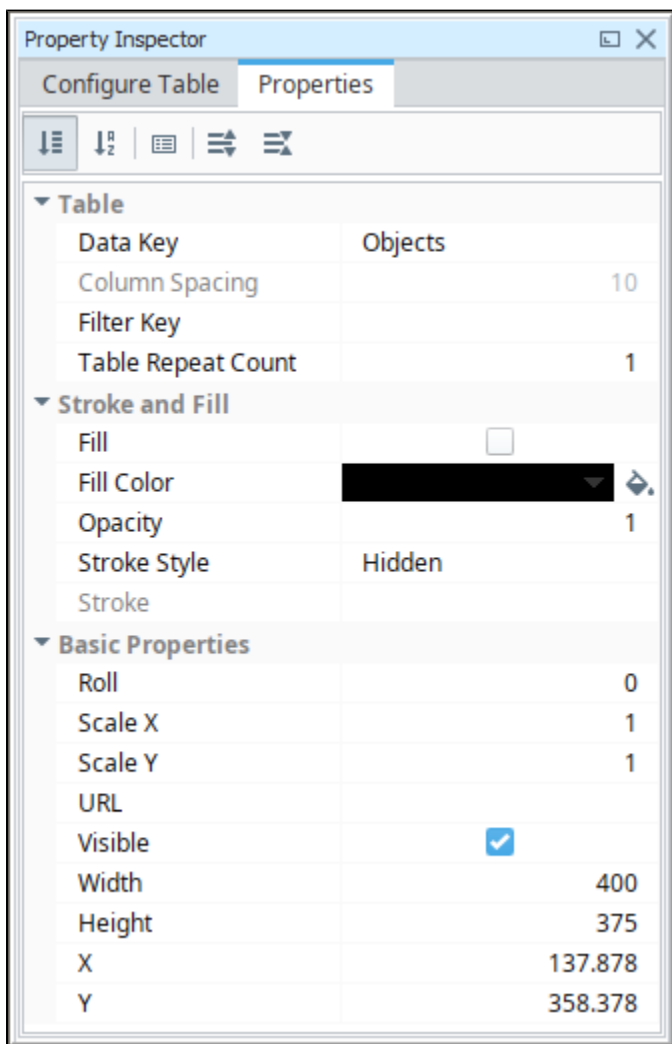 Property Inspector
Configure Table Properties
Table
Data Key Objects
Column Spacing 10
Filter Key
Table Repeat Count 1
Stroke and Fill
Fill
Fill Color
Opacity 1
Stroke Style Hidden
Stroke
Basic Properties
Roll 0
Scale X 1
Scale Y 1
URL
Visible
Width 400
Height 375
X 137.878
Y 358.378